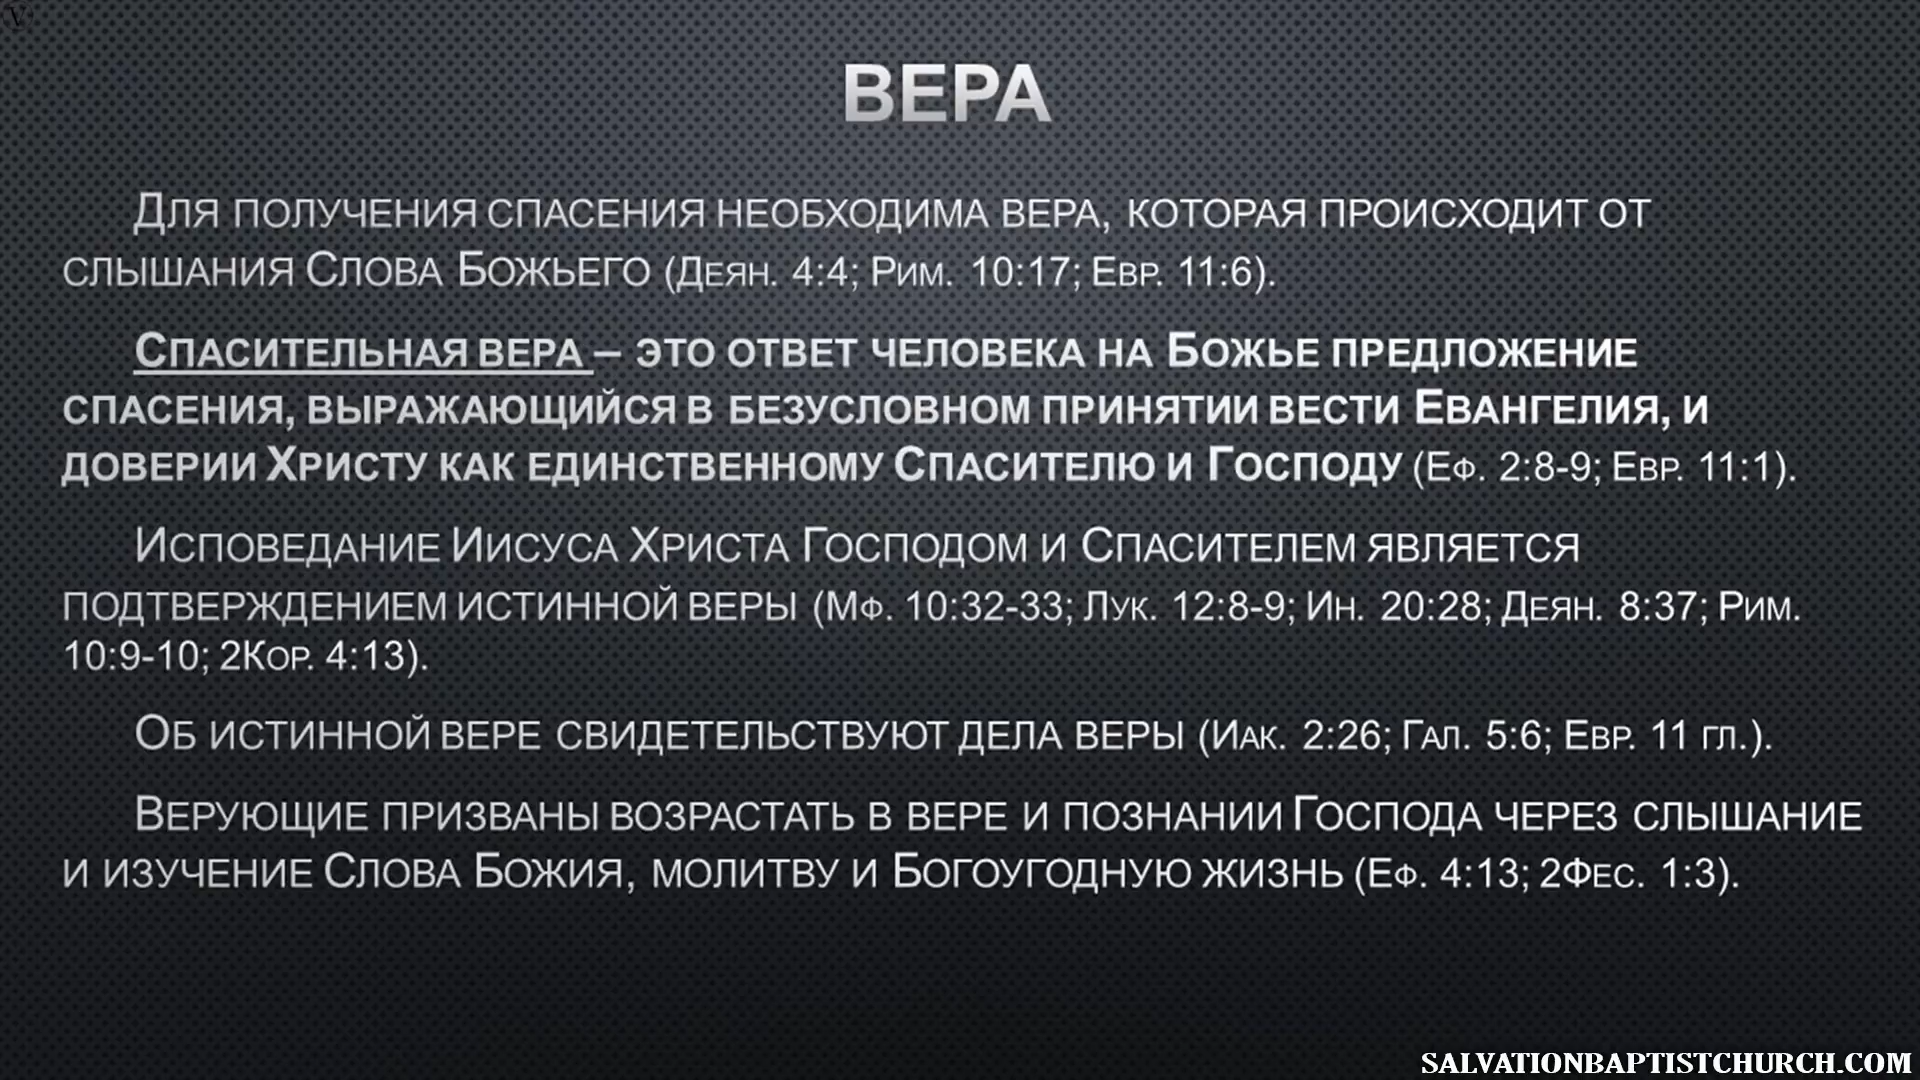 V
ВЕРА
Для получения спасения необходима вера, которая происходит от
слышания Слова Божьего (Деян. 4:4; Рим. 10:17; Евр. 11:6).
Спасительная вера – это ответ человека на Божье предложение
спасения, выражающийся в безусловном принятии вести Евангелия, и
доверии Христу как единственному Спасителю и Господу (Еф. 2:8-9; Евр. 11:1).
Исповедание Иисуса Христа Господом и Спасителем является
подтверждением истинной веры (Мф. 10:32-33; Лук. 12:8-9; Ин. 20:28; Деян. 8:37; Рим.
10:9-10; 2Кор. 4:13).
Об истинной вере свидетельствуют дела веры (Иак. 2:26; Гал. 5:6; Евр. 11 гл.).
Верующие призваны возрастать в вере и познании Господа через слышание
и изучение Слова Божия, молитву и Богоугодную жизнь (Еф. 4:13; 2Фес. 1:3).
SALVATIONBAPTISTCHURCH.COM